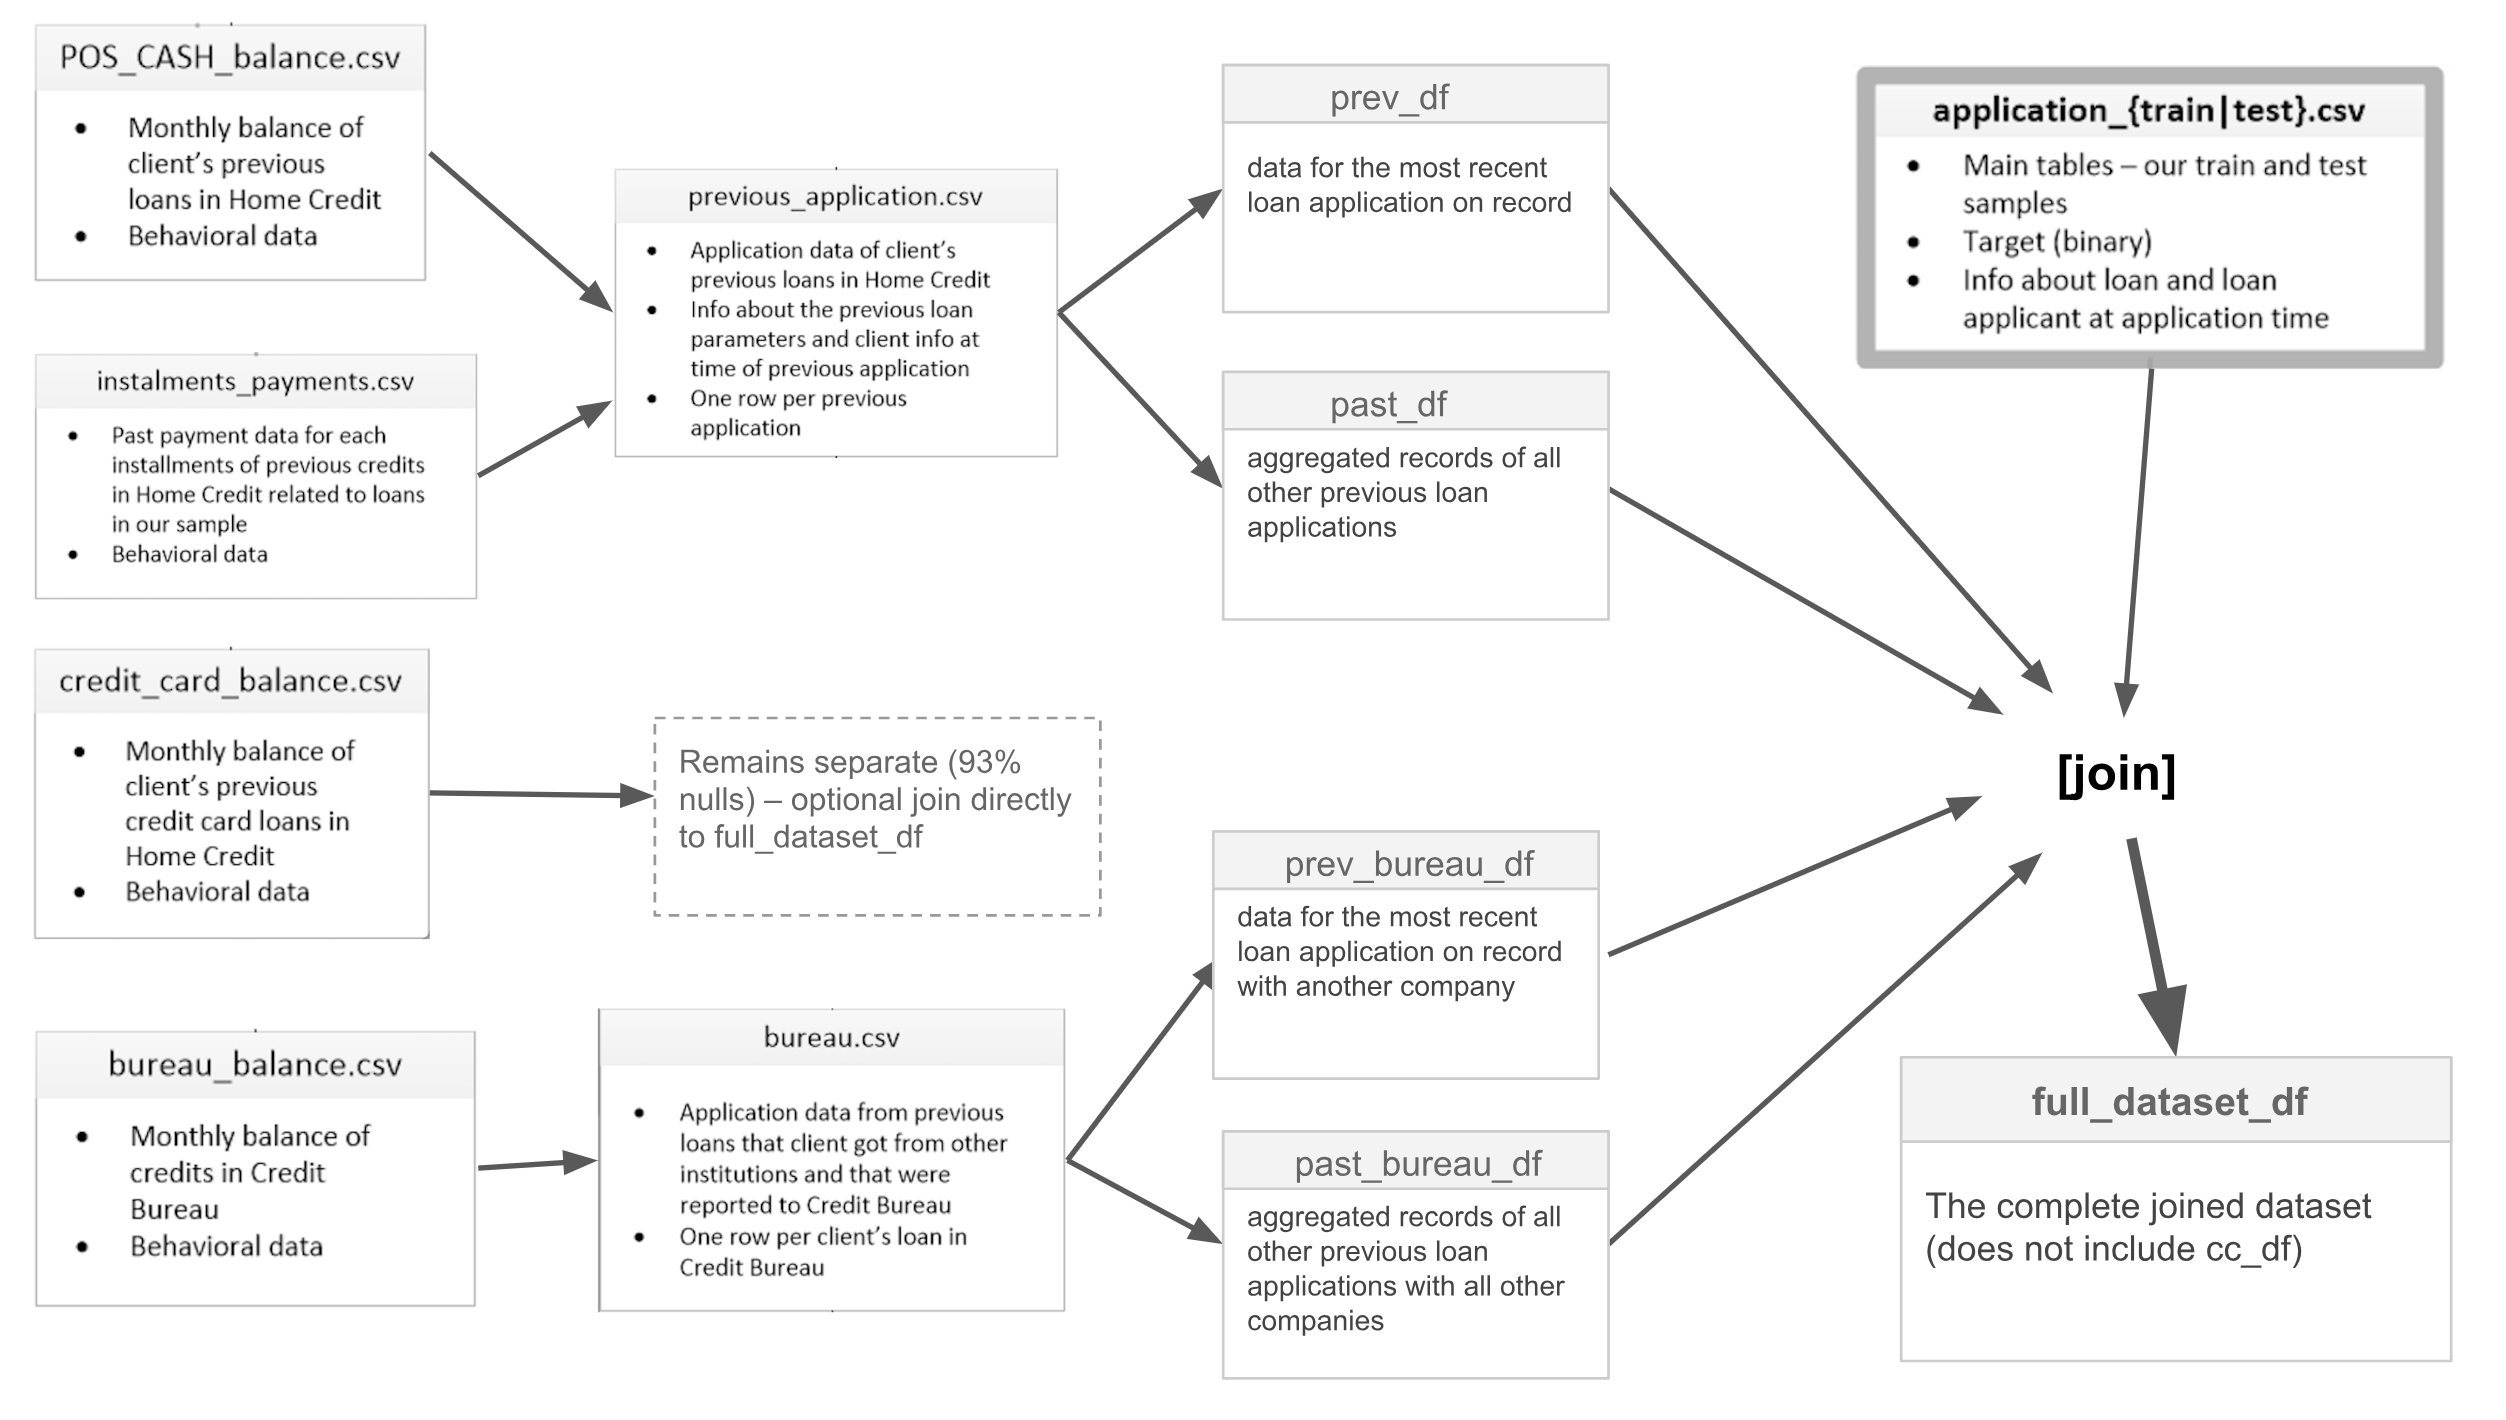 POS_CASH_balance.csv
• Monthly balance of
client’s previous
loans in Home Credit
• Behavioral data
instalments_payments.csv
• Past payment data for each
installments of previous credits
in Home Credit related to loans
in our sample
• Behavioral data
credit_card_balance.csv
• Monthly balance of
client’s previous
credit card loans in
Home Credit
• Behavioral data
bureau_balance.csv
• Monthly balance of
credits in Credit
Bureau
• Behavioral data
previous_application.csv
• Application data of client’s
previous loans in Home Credit
• Info about the previous loan
parameters and client info at
time of previous application
• One row per previous
application
Remains separate (93%
nulls) – optional join directly
to full_dataset_df
bureau.csv
• Application data from previous
loans that client got from other
institutions and that were
reported to Credit Bureau
• One row per client’s loan in
Credit Bureau
prev_df
data for the most recent
loan application on record
past_df
aggregated records of all
other previous loan
applications
prev_bureau_df
data for the most recent
loan application on record
with another company
past_bureau_df
aggregated records of all
other previous loan
applications with all other
companies
application_{train|test}.csv
• Main tables – our train and test
samples
• Target (binary)
• Info about loan and loan
applicant at application time
[join]
full_dataset_df
The complete joined dataset
(does not include cc_df)